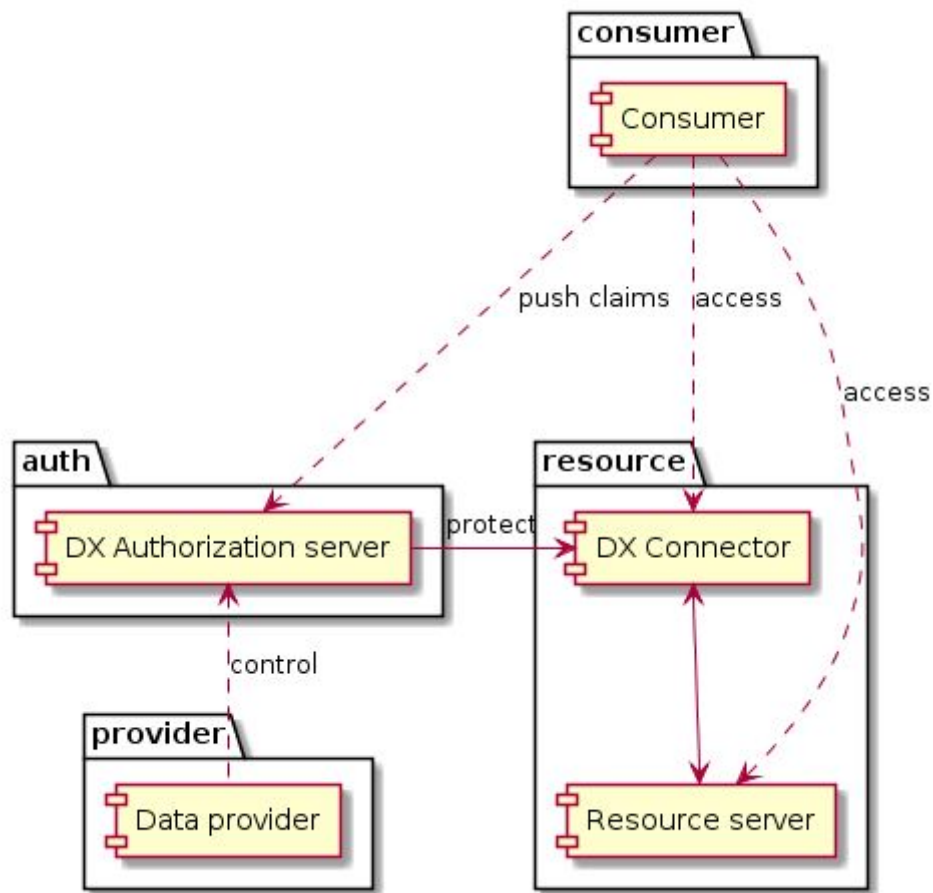 consumer
Consumer
push claims
access
access
auth
resource
DX Authorization server
protect
DX Connector
control
provider
Data provider
Resource server